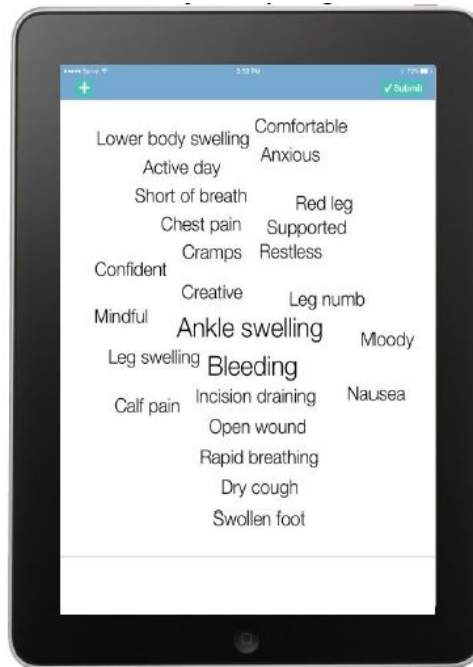 Submit
Comfortable
Lower body swelling
Anxious
Active day
Short of breath
Red leg
Chest pain
Supported
Cramps
Restless
Confident
Creative
Leg numb
Mindful
Ankle swelling
Moody
Leg swelling
Bleeding
Nausea
Incision draining
Calf pain
Open wound
Rapid breathing
Dry cough
Swollen foot